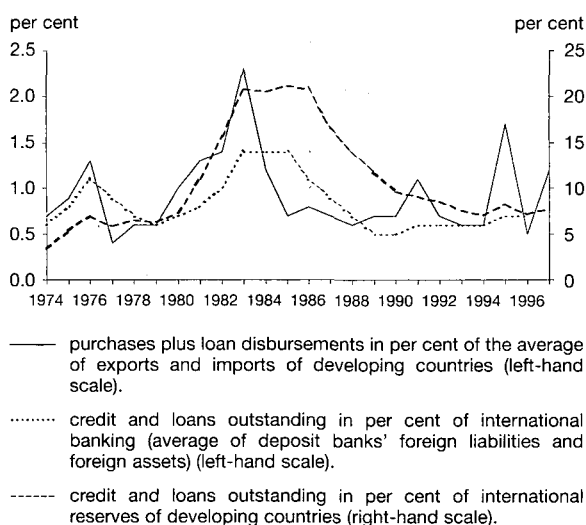 per cent per cent
2.5 25
2.0 20
1.5 15
1.0 10
0.5 5
0.0 0
1974 1976 1978 1980 1982 1984 1986 1988 1990 1992 1994 1996
purchases plus loan disbursements in per cent of the average
of exports and imports of developing countries (left-hand
scale).
credit and loans outstanding in per cent of international
banking (average of deposit banks' foreign liabilities and
foreign assets) (left-hand scale).
credit and loans outstanding in per cent of international
reserves of developing countries (right-hand scale).